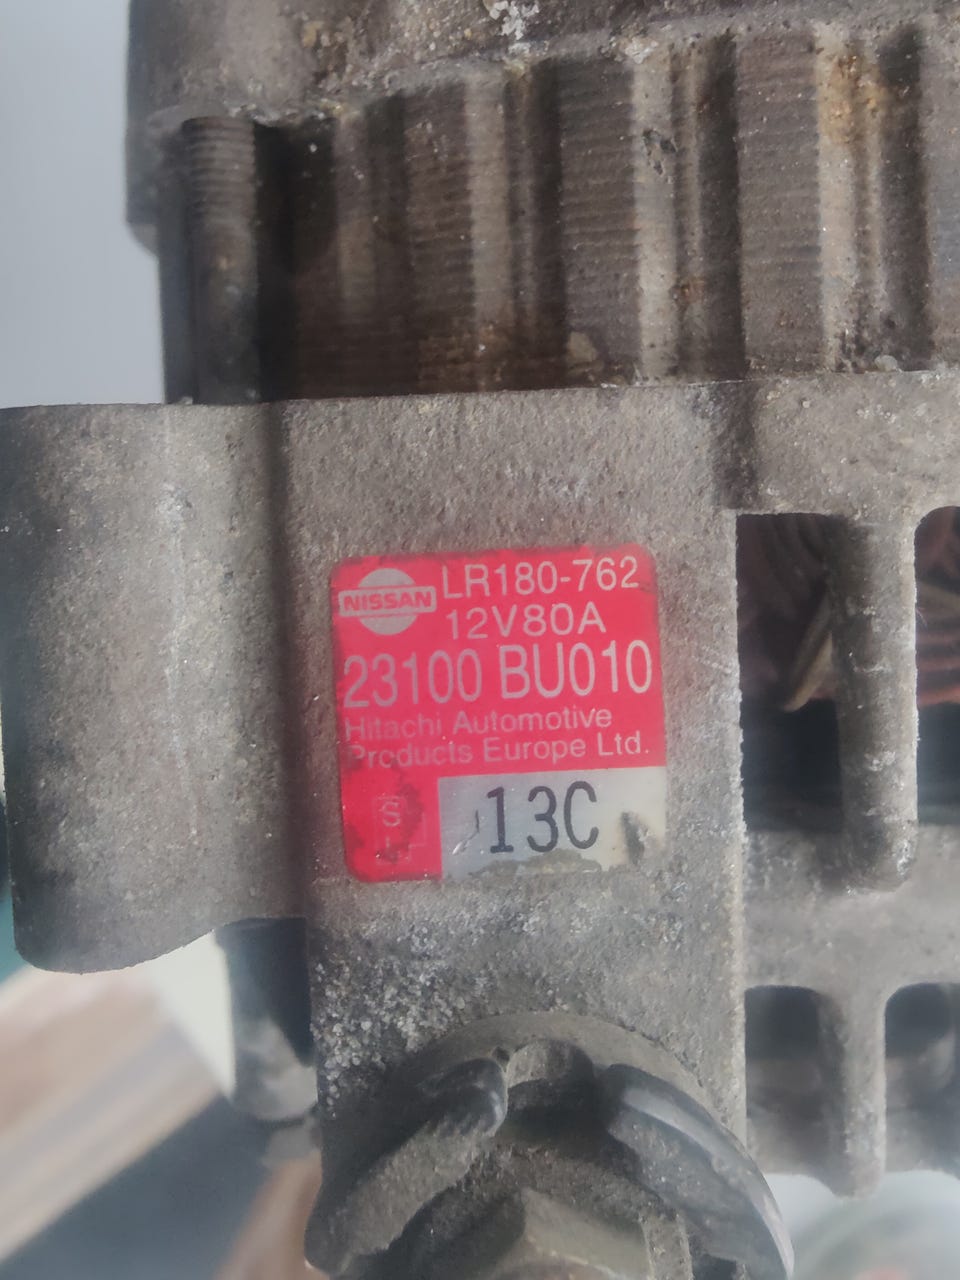 NISSAN
LR180-762
12V80A
23100 BU010
Hitachi Automotive
Products Europe Ltd.
S
13C